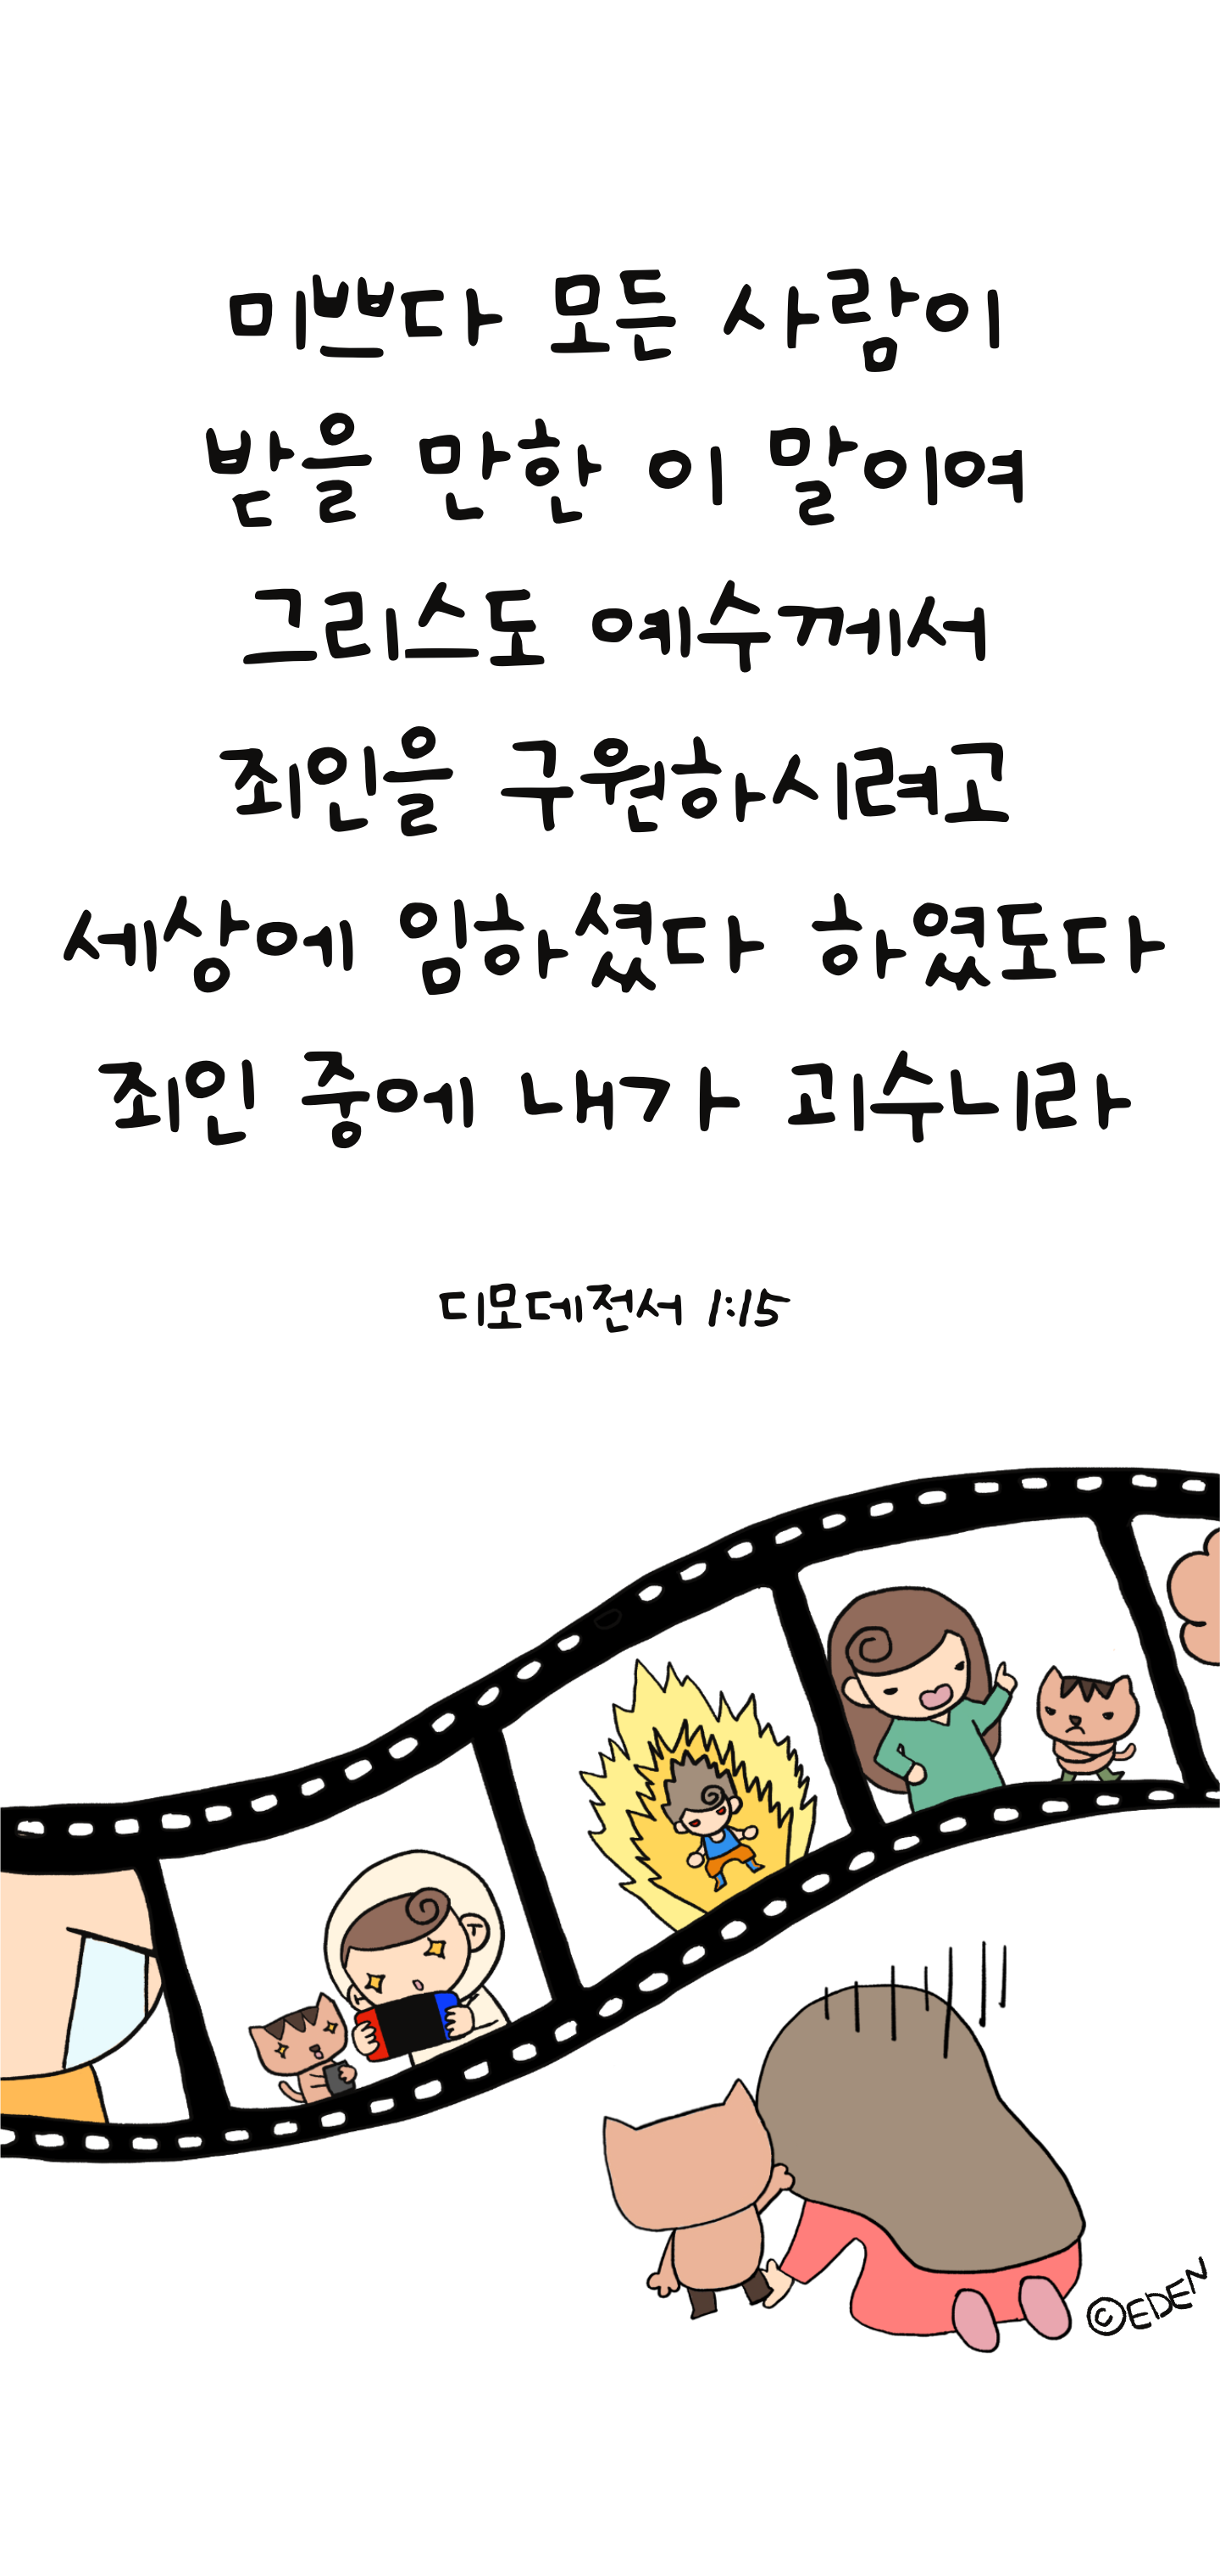 미쁘다 모든 사람이
받을 만한 이 말이여
그리스도 예수께서
죄인을 구원하시려고
세상에 임하셨다 하였도다
죄인 중에 내가 괴수니라
디모데전서 1:15
©EDEN